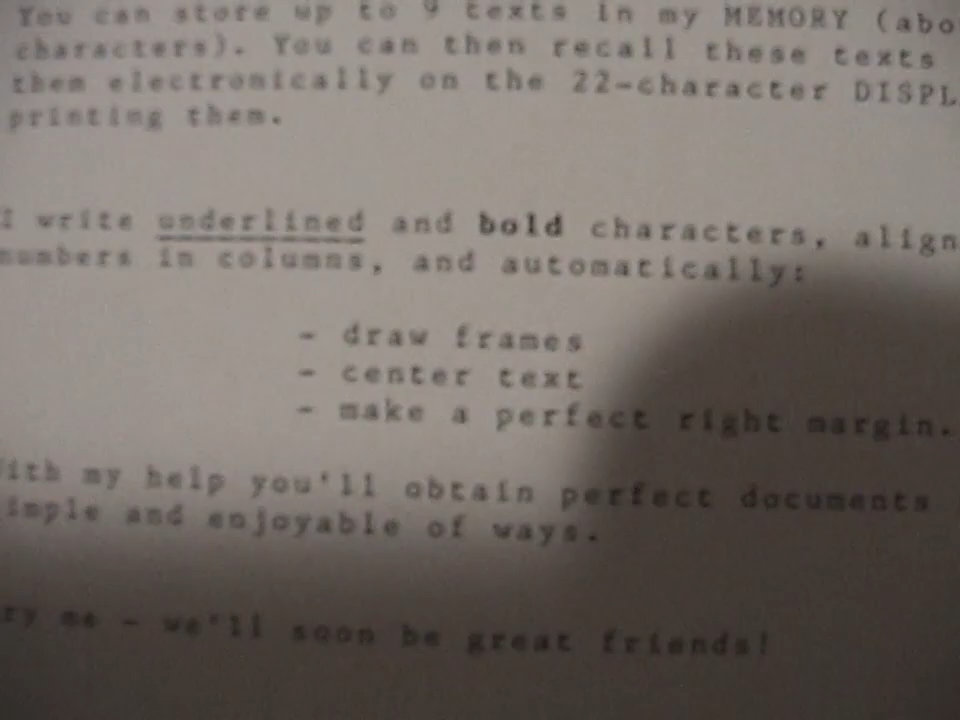 You can store up to 9 texts in my MEMORY (abo
characters). You can then recall these texts
them electronically on the 22-character DISPL
printing them.
I write underlined and bold characters, align
numbers in columns, and automatically:
- draw frames
- center text
- make a perfect right margin.
ith my help you'll obtain perfect documents
imple and enjoyable of ways.
ry me - we'll soon be great friends!